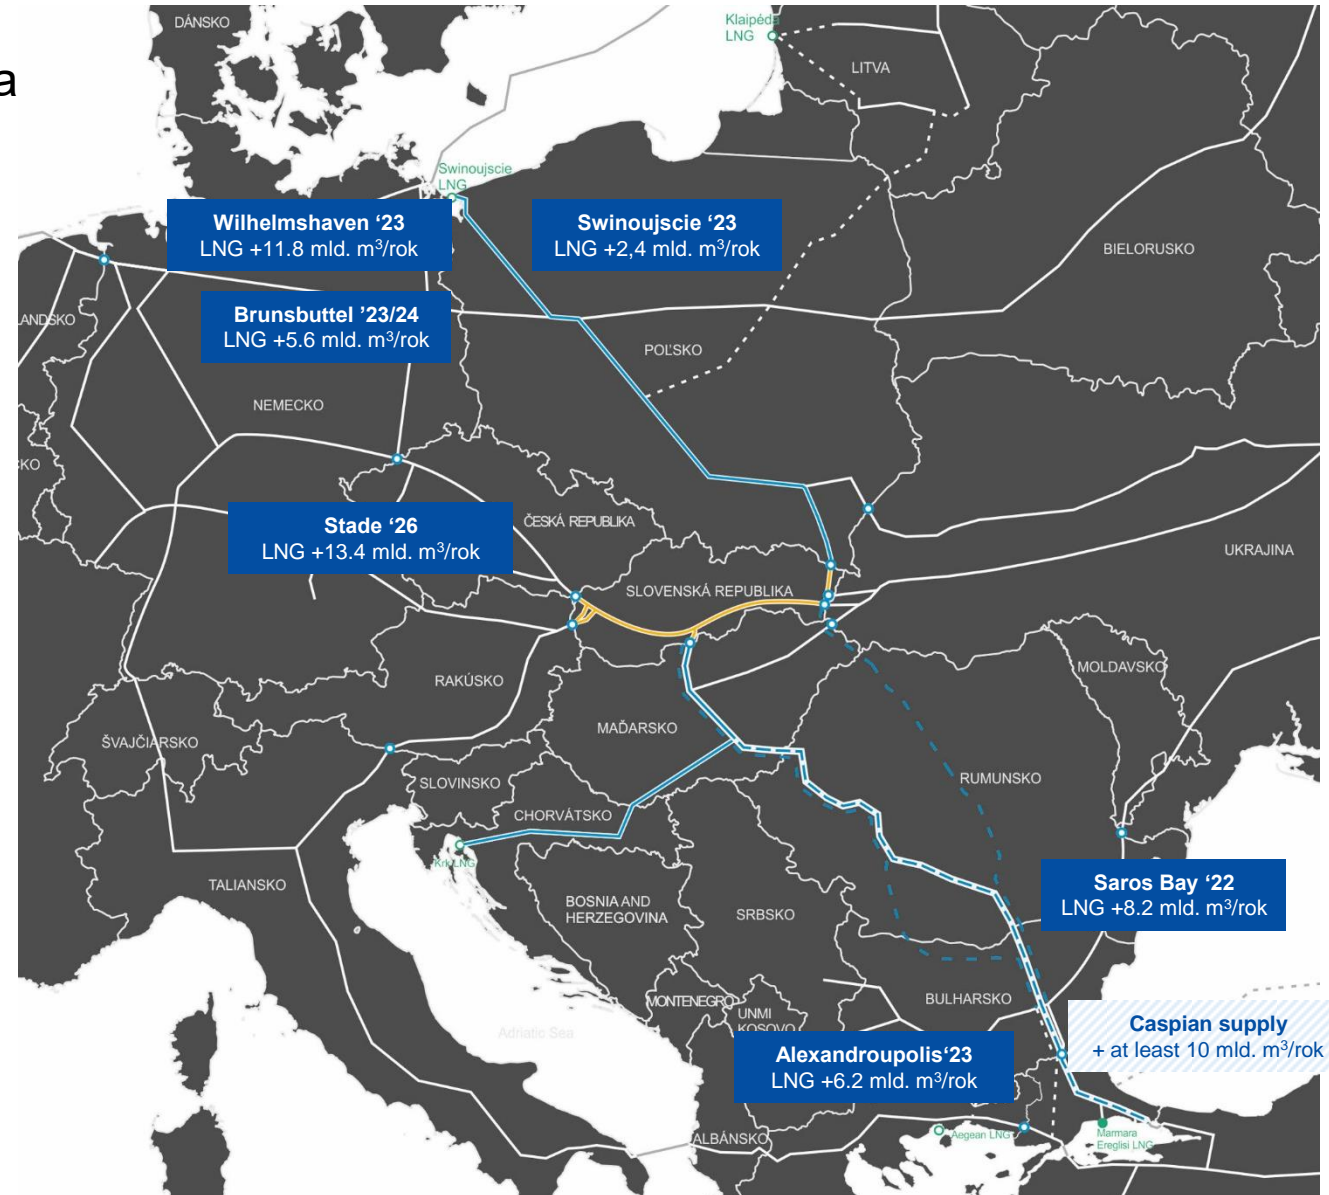 DÁNSKO
Klaipėda
LNG
LITVA
a
Swinoujscie
LNG
Wilhelmshaven ‘23
LNG +11.8 mld. m³/rok
Swinoujscie ‘23
LNG +2,4 mld. m³/rok
BIELORUSKO
Brunsbuttel ’23/24
LNG +5.6 mld. m³/rok
LANDSKO
POĽSKO
NEMECKO
CKO
Stade ‘26
LNG +13.4 mld. m³/rok
ČESKÁ REPUBLIKA
UKRAJINA
SLOVENSKÁ REPUBLIKA
MOLDAVSKO
RAKÚSKO
MAĎARSKO
ŠVAJČIARSKO
SLOVINSKO
RUMUNSKO
CHORVÁTSKO
Krk LNG
TALIANSKO
Saros Bay ‘22
LNG +8.2 mld. m³/rok
BOSNIA AND
HERZEGOVINA
SRBSKO
MONTENEGRO
BULHARSKO
UNMI
KOSOVO
Adriatic Sea
Caspian supply
+ at least 10 mld. m³/rok
Alexandroupolis‘23
LNG +6.2 mld. m³/rok
ALBÁNSKO
Aegean LNG
Marmara
Ereglisi LNG